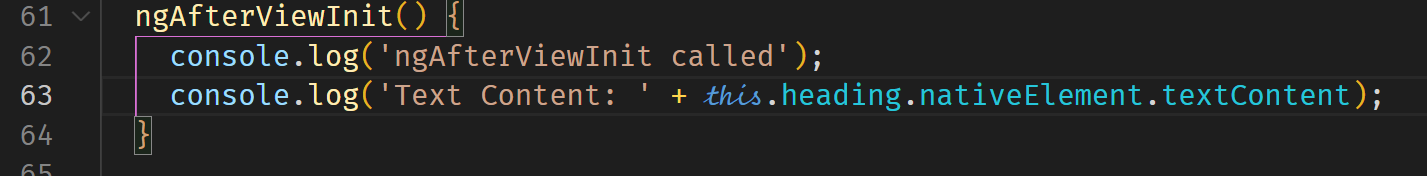 61 ngAfterViewInit() {
62 console.log('ngAfterViewInit called');
63 console.log('Text Content: ' + this.heading.nativeElement.textContent);
64 }
65